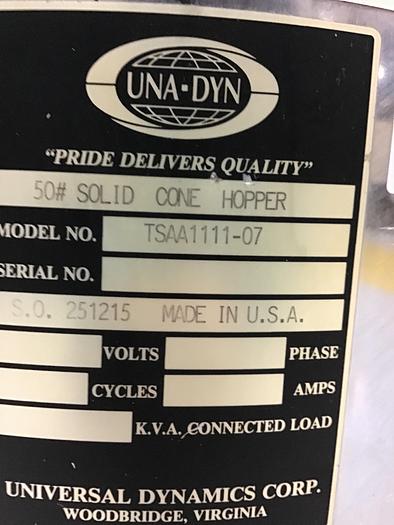 UNA-DYN
"PRIDE DELIVERS QUALITY"
50# SOLID CONE HOPPER
MODEL NO. TSAA1111-07
SERIAL NO.
S.O. 251215 MADE IN U.S.A.
VOLTS PHASE
CYCLES AMPS
K.V.A. CONNECTED LOAD
UNIVERSAL DYNAMICS CORP.
WOODBRIDGE, VIRGINIA